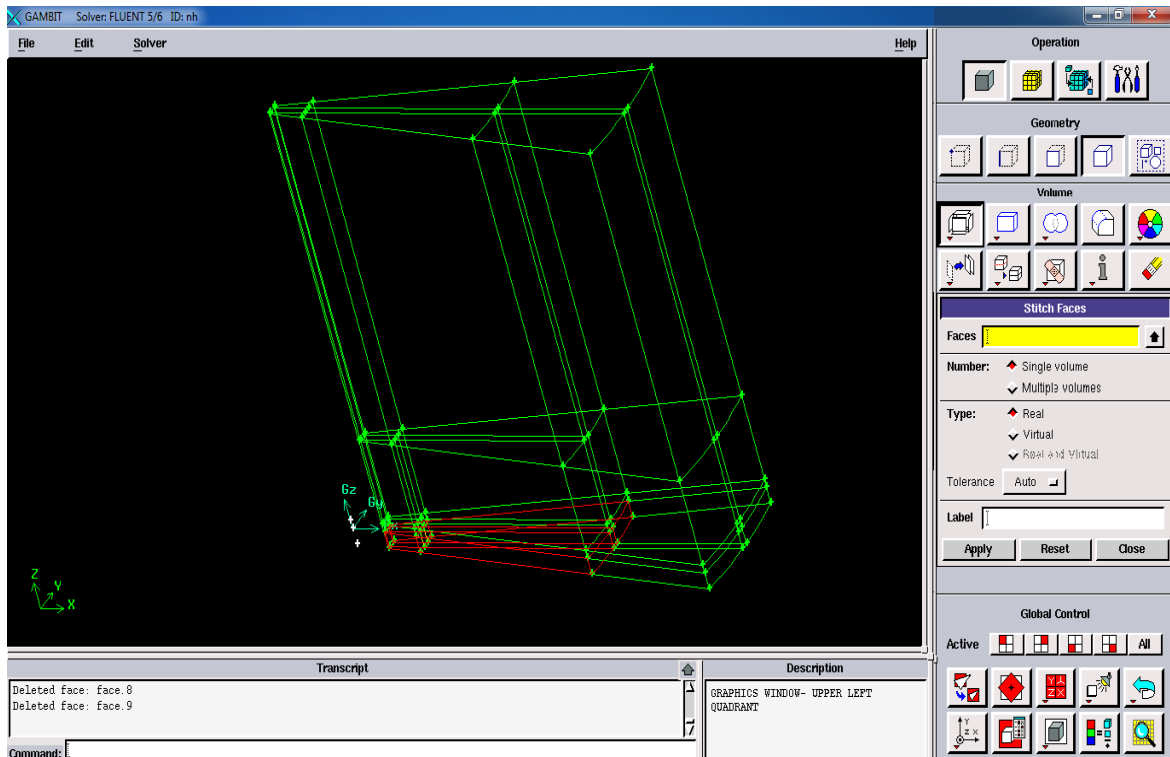 GAMBIT Solver: FLUENT 5/6 ID: nh
File Edit Solver Help
Gz
Gy
x
Z
Y
X
Transcript
Deleted face: face.8
Deleted face: face.9
Command:
Description
GRAPHICS WINDOW- UPPER LEFT
QUADRANT
Operation
Geometry
Volume
Stitch Faces
Faces
Number: Single volume
Multiple volumes
Type: Real
Virtual
Real and Virtual
Tolerance Auto
Label
Apply Reset Close
Global Control
Active All